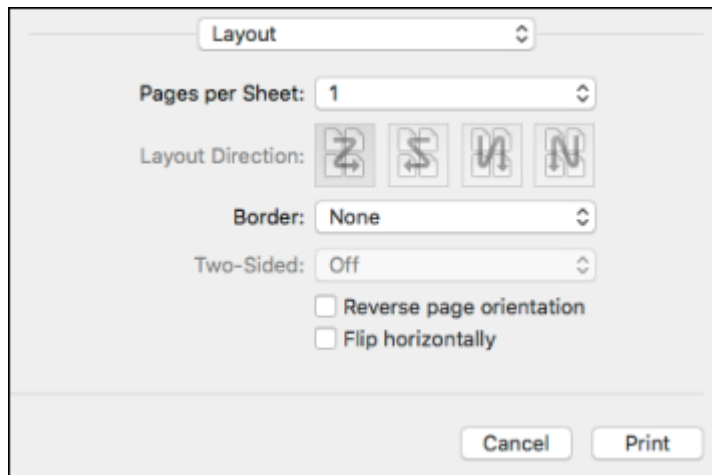 Layout
Pages per Sheet: 1
Layout Direction:
Border: None
Two-Sided: Off
Reverse page orientation
Flip horizontally
Cancel Print